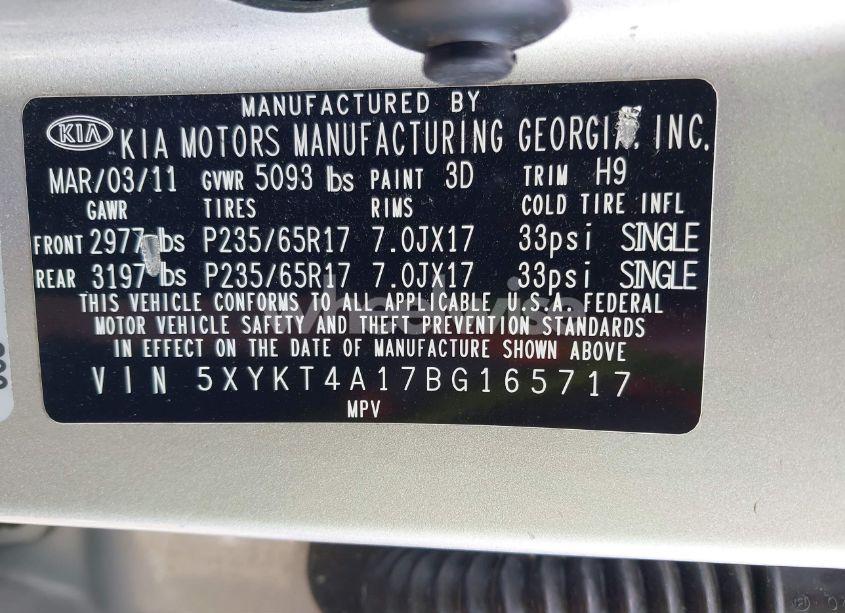 MANUFACTURED BY
KIA KIA MOTORS MANUFACTURING GEORGIA. INC.
MAR/03/11 GVWR 5093 lbs PAINT 3D TRIM H9
GAWR TIRES RIMS COLD TIRE INFL
FRONT 2977 lbs P235/65R17 7.0JX17 33psi SINGLE
REAR 3197 lbs P235/65R17 7.0JX17 33psi SINGLE
THIS VEHICLE CONFORMS TO ALL APPLICABLE U.S.A. FEDERAL
MOTOR VEHICLE SAFETY AND THEFT PREVENTION STANDARDS
IN EFFECT ON THE DATE OF MANUFACTURE SHOWN ABOVE
VIN 5XYKT4A17BG165717
MPV